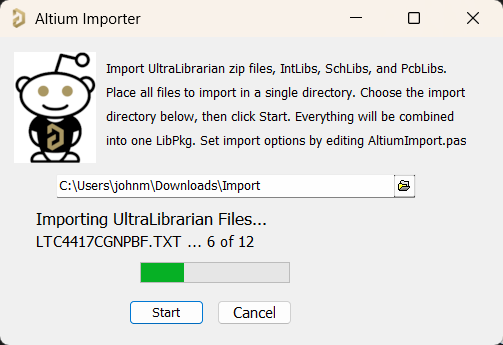 Altium Importer
Import UltraLibrarian zip files, IntLibs, SchLibs, and PcbLibs.
Place all files to import in a single directory. Choose the import
directory below, then click Start. Everything will be combined
into one LibPkg. Set import options by editing AltiumImport.pas
C:\Users\johnm\Downloads\Import
Importing UltraLibrarian Files...
LTC4417CGNPBF.TXT ... 6 of 12
Start
Cancel